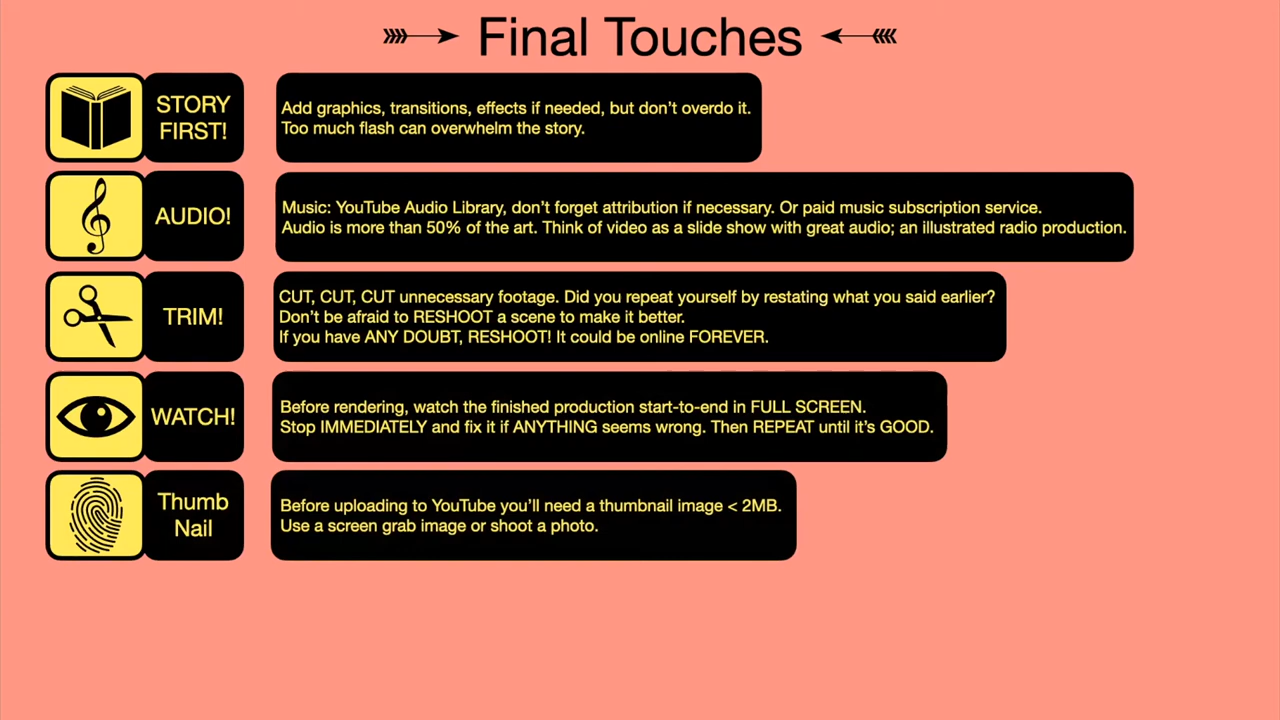 Final Touches
STORY
FIRST!
Add graphics, transitions, effects if needed, but don’t overdo it.
Too much flash can overwhelm the story.
AUDIO!
Music: YouTube Audio Library, don’t forget attribution if necessary. Or paid music subscription service.
Audio is more than 50% of the art. Think of video as a slide show with great audio; an illustrated radio production.
TRIM!
CUT, CUT, CUT unnecessary footage. Did you repeat yourself by restating what you said earlier?
Don’t be afraid to RESHOOT a scene to make it better.
If you have ANY DOUBT, RESHOOT! It could be online FOREVER.
WATCH!
Before rendering, watch the finished production start-to-end in FULL SCREEN.
Stop IMMEDIATELY and fix it if ANYTHING seems wrong. Then REPEAT until it’s GOOD.
Thumb
Nail
Before uploading to YouTube you’ll need a thumbnail image < 2MB.
Use a screen grab image or shoot a photo.